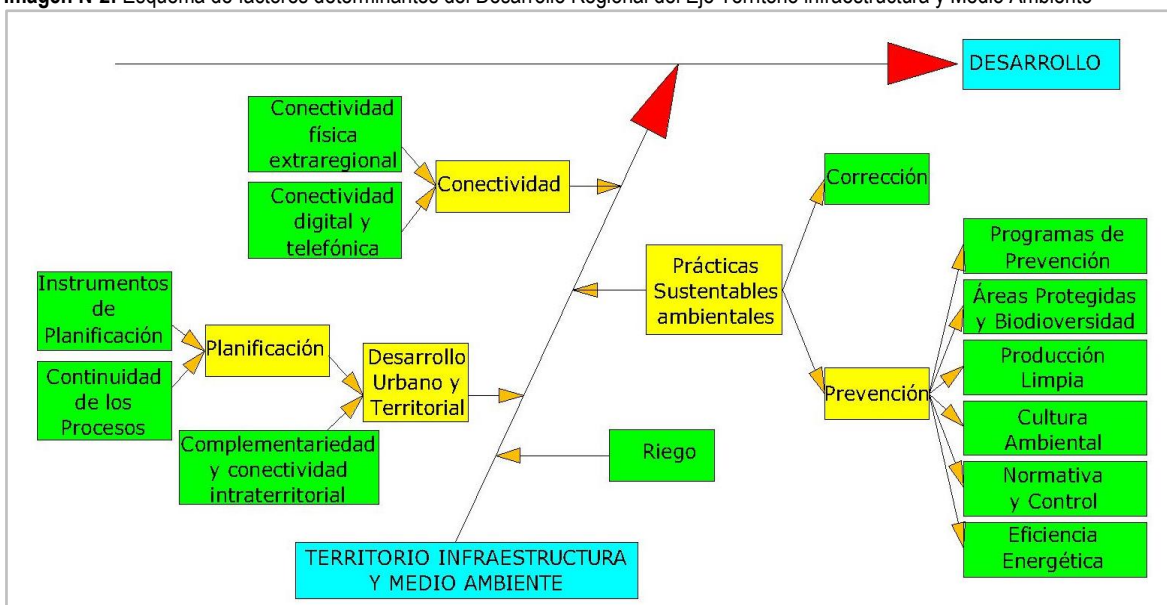 Imagen N°2: Esquema de factores determinantes del Desarrollo Regional del Eje Territorio Infraestructura y Medio Ambiente
DESARROLLO
Conectividad
física
extraregional
Conectividad
digital y
telefónica
Conectividad
Corrección
Prácticas
Sustentables
ambientales
Programas de
Prevención
Áreas Protegidas
y Biodioversidad
Producción
Limpia
Cultura
Ambiental
Normativa
y Control
Eficiencia
Energética
Prevención
Instrumentos
de
Planificación
Continuidad
de los
Procesos
Planificación
Desarrollo
Urbano y
Territorial
Complementariedad
y conectividad
intraterritorial
Riego
TERRITORIO INFRAESTRUCTURA
Y MEDIO AMBIENTE